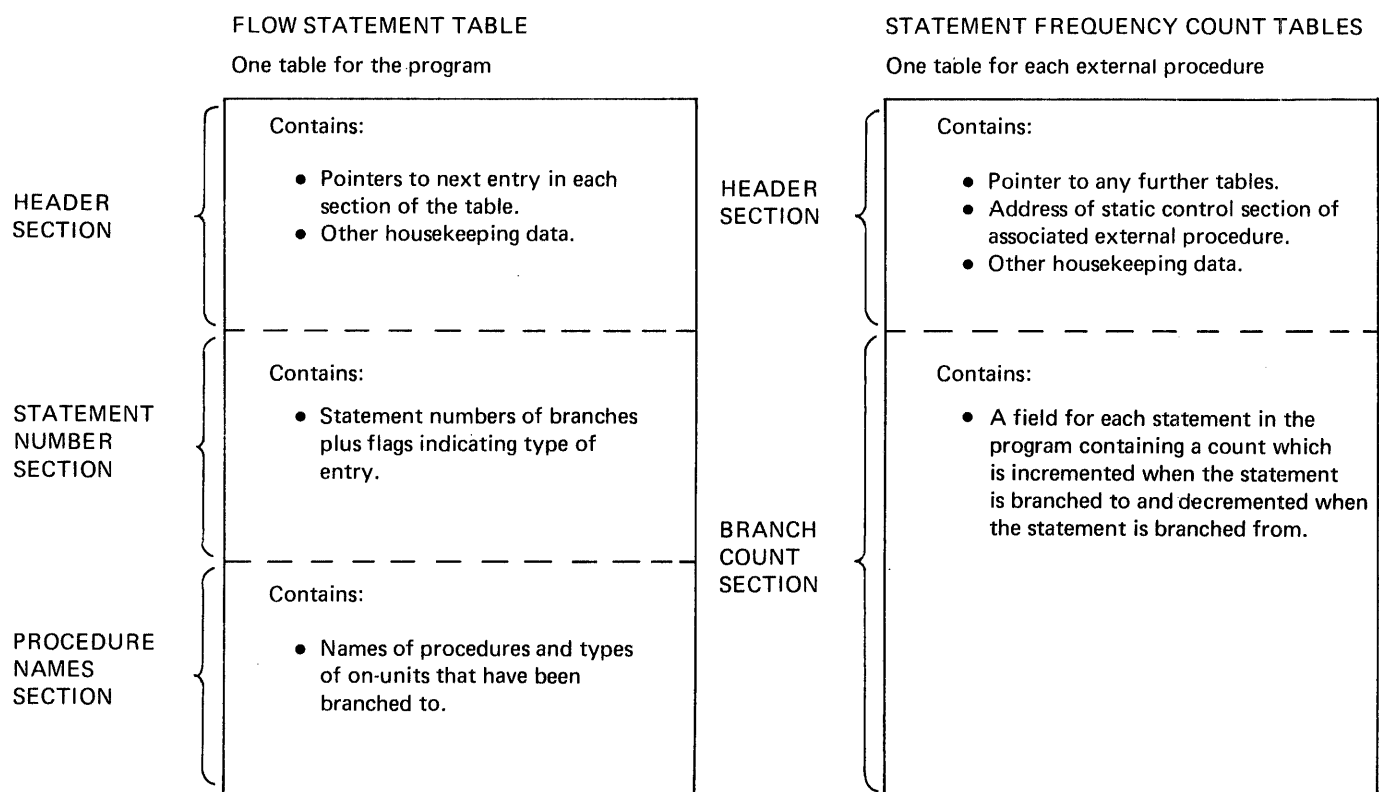 FLOW STATEMENT TABLE
One table for the program
HEADER
SECTION
Contains:
● Pointers to next entry in each
section of the table.
● Other housekeeping data.
STATEMENT
NUMBER
SECTION
Contains:
● Statement numbers of branches
plus flags indicating type of
entry.
PROCEDURE
NAMES
SECTION
Contains:
● Names of procedures and types
of on-units that have been
branched to.
STATEMENT FREQUENCY COUNT TABLES
One table for each external procedure
HEADER
SECTION
Contains:
● Pointer to any further tables.
● Address of static control section of
associated external procedure.
● Other housekeeping data.
BRANCH
COUNT
SECTION
Contains:
● A field for each statement in the
program containing a count which
is incremented when the statement
is branched to and decremented when
the statement is branched from.